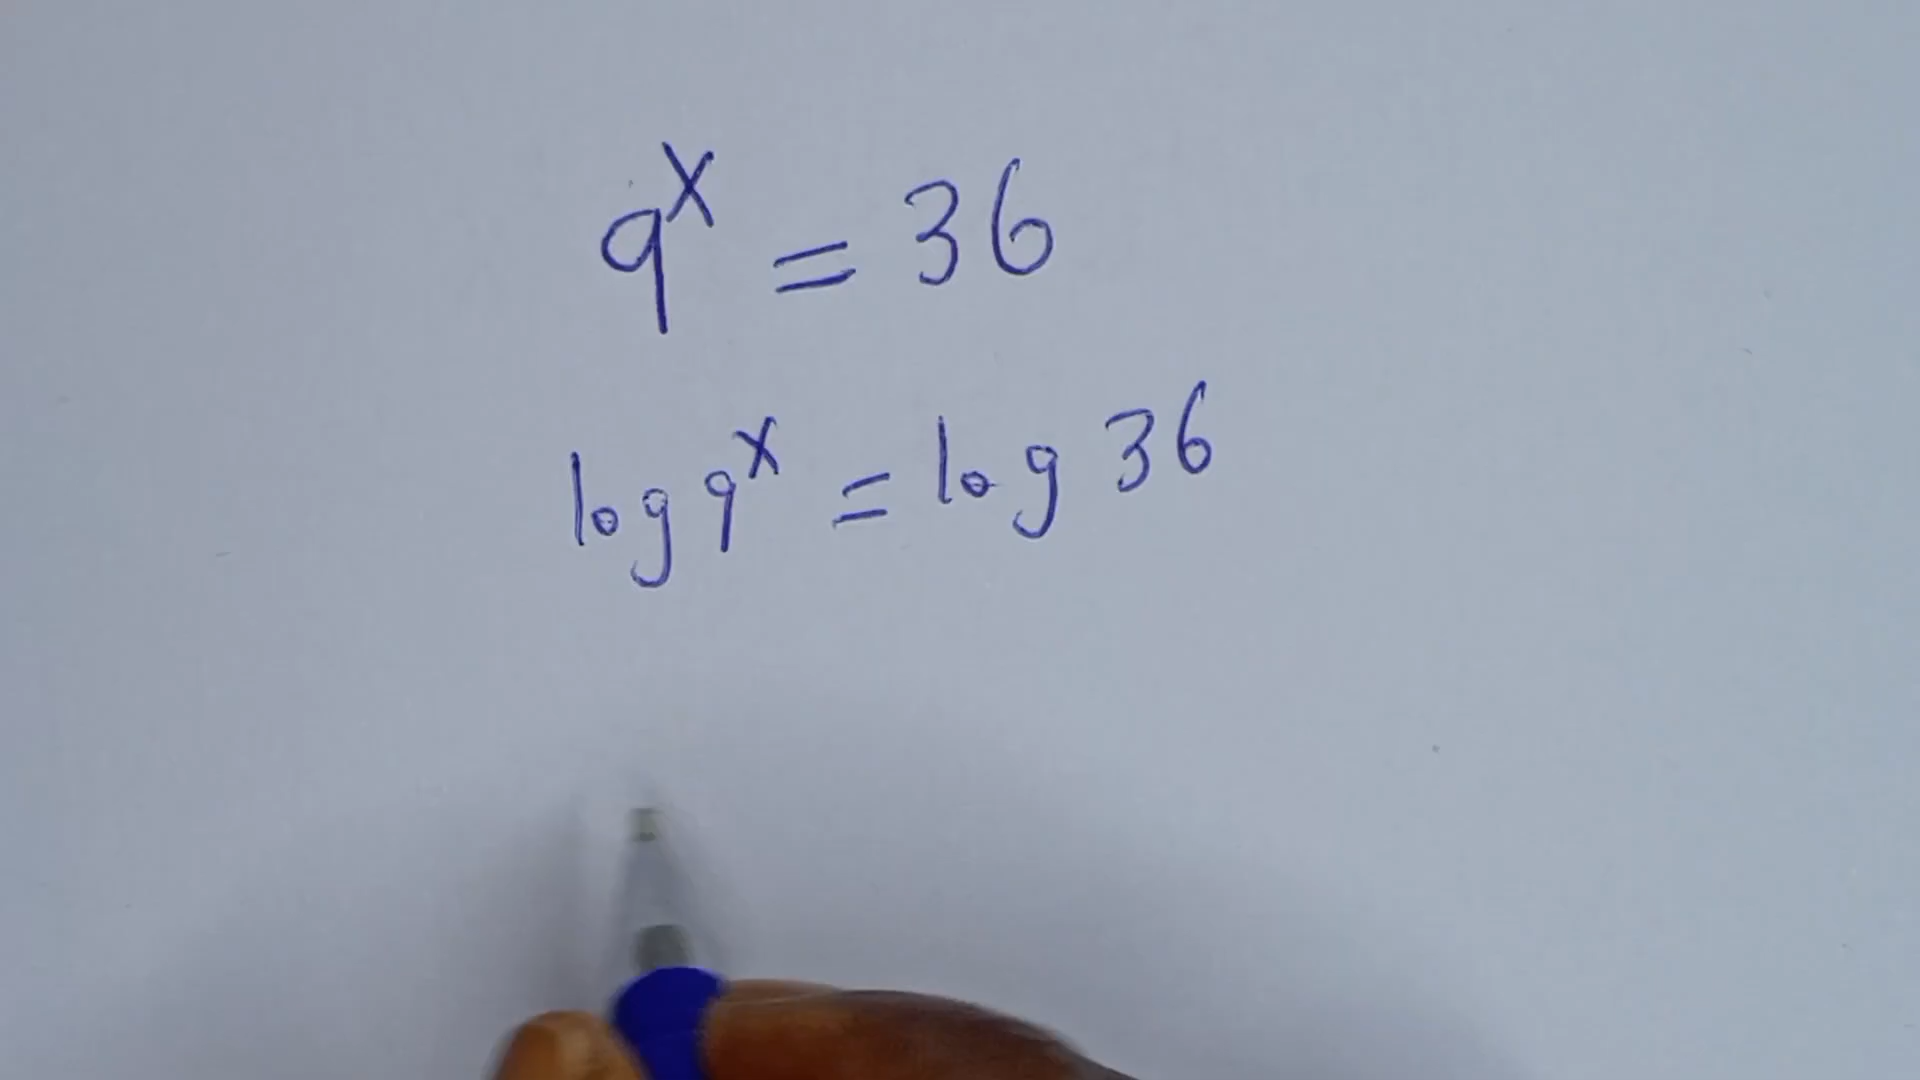 9^x = 36
log 9^x = log 36